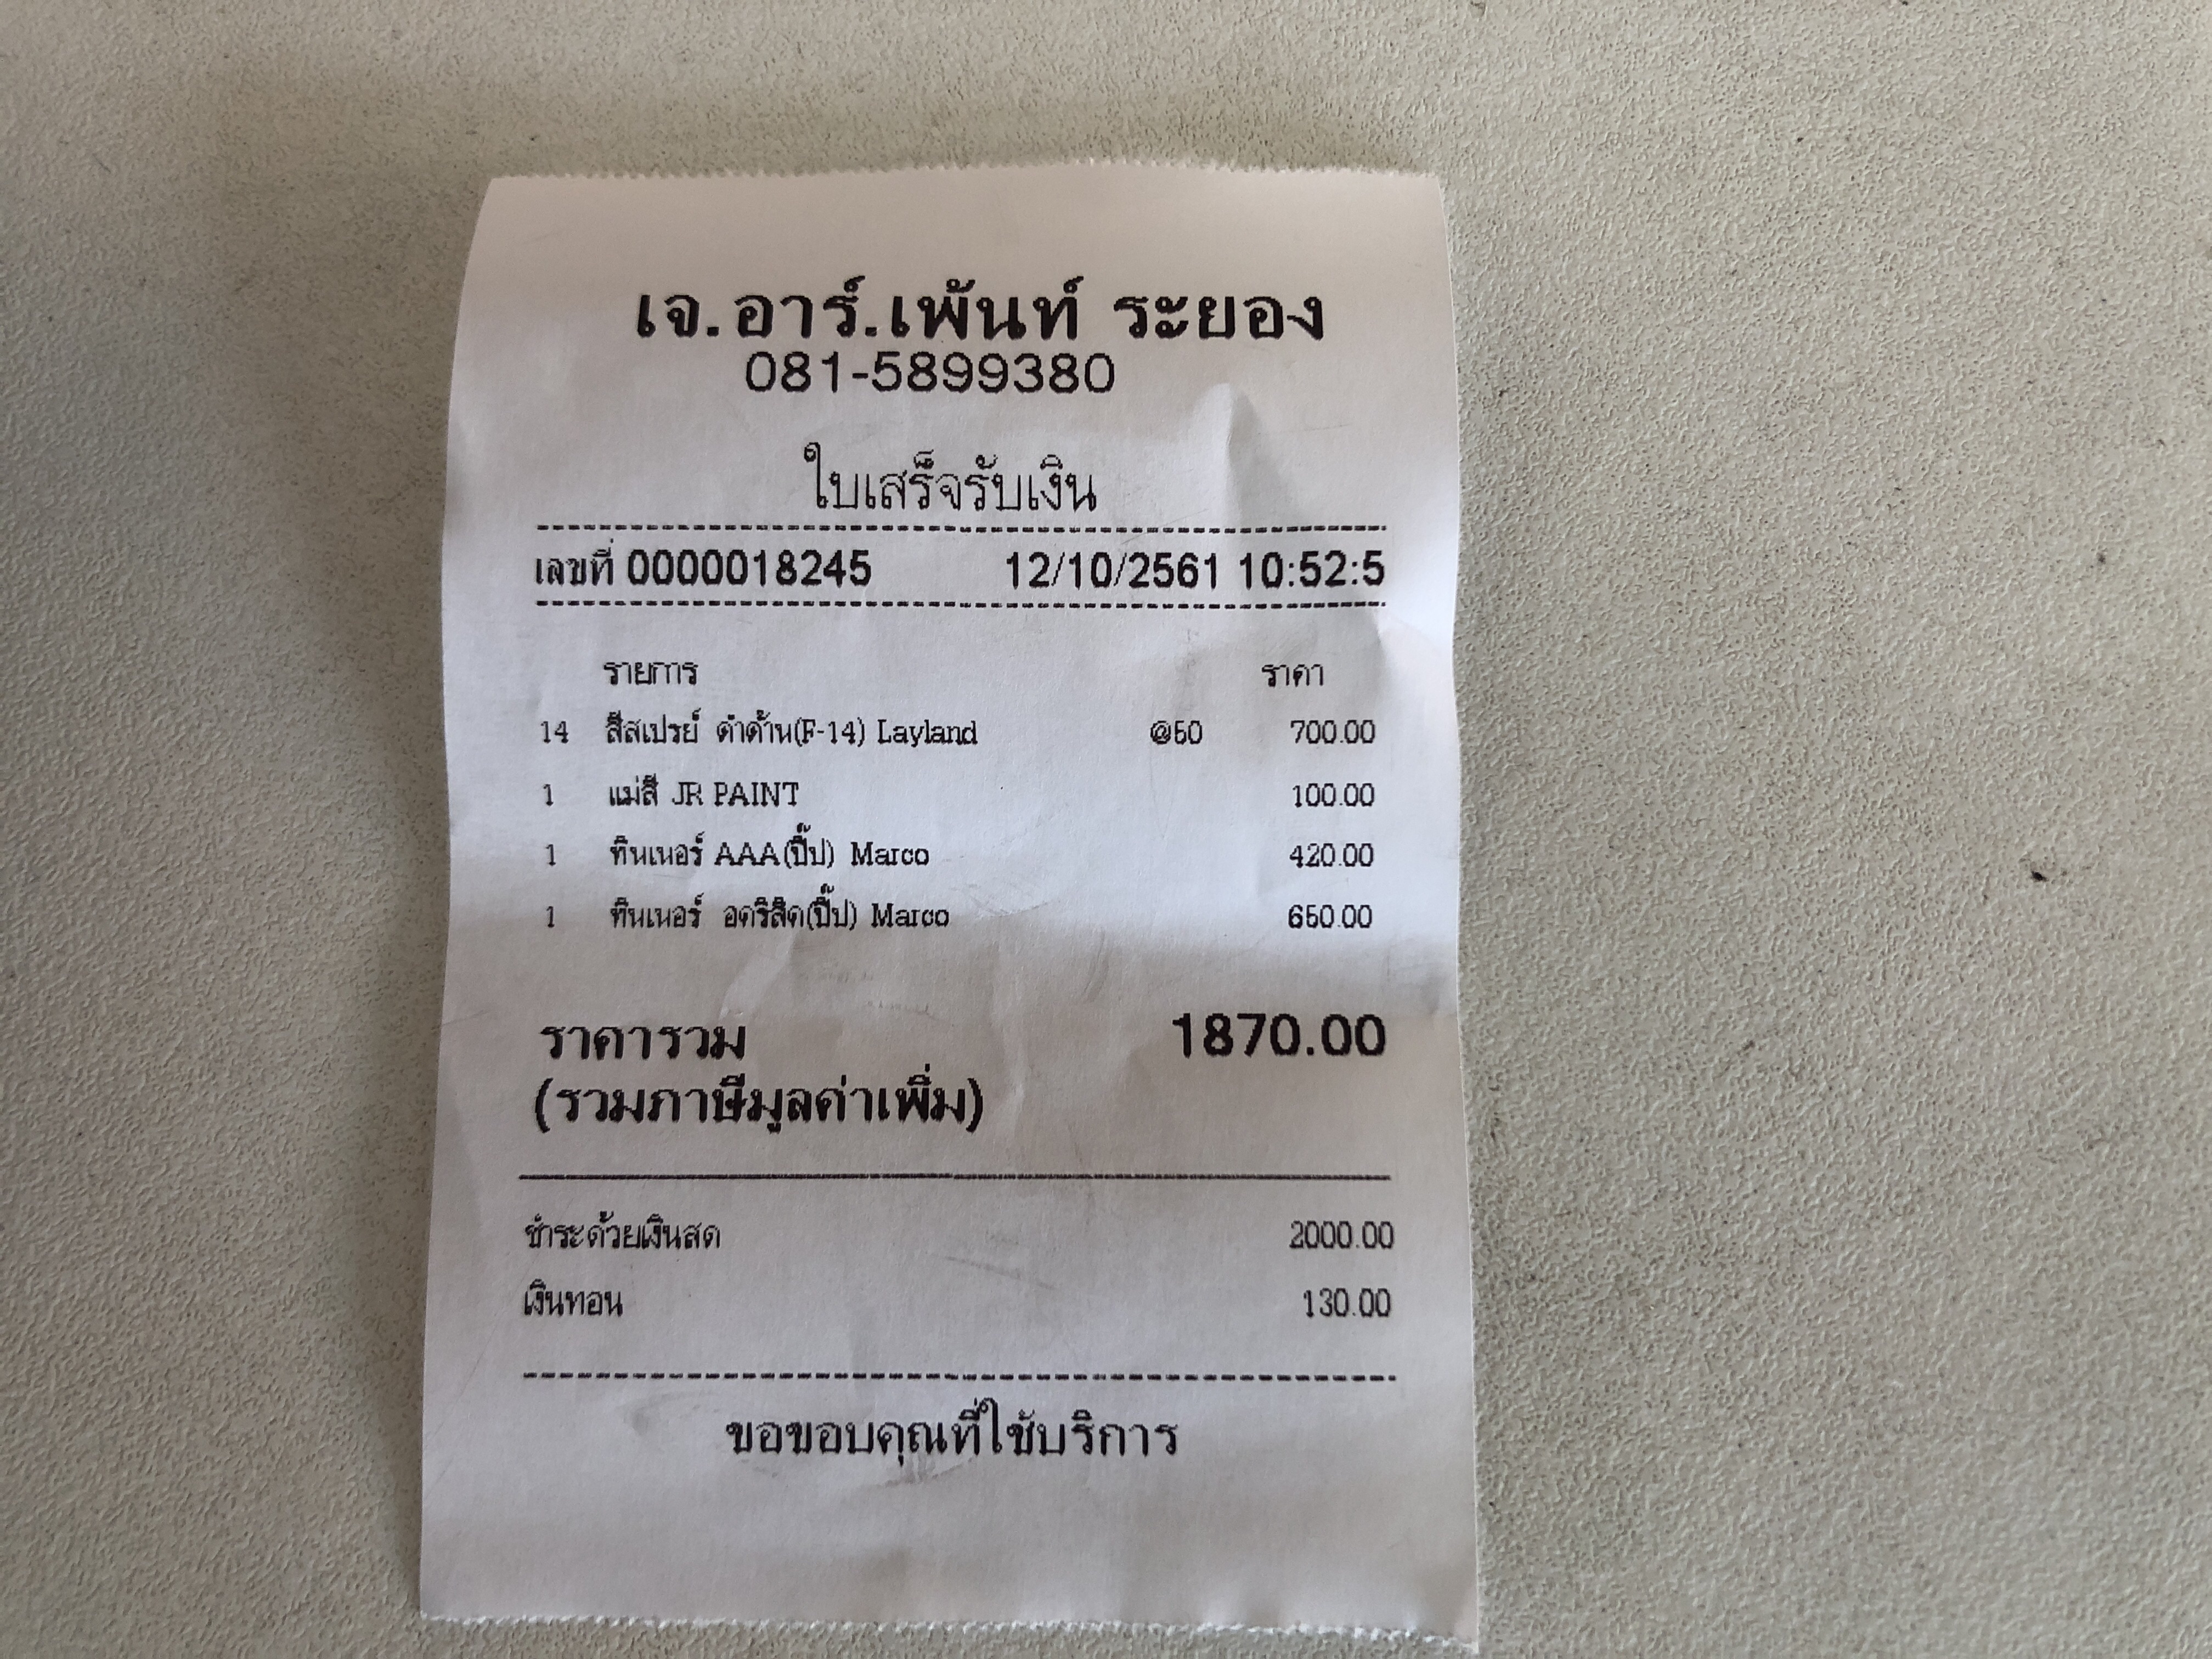 เจ.อาร์.เพ้นท์ ระยอง
081-5899380
ใบเสร็จรับเงิน
เลขที่ 0000018245 12/10/2561 10:52:5
รายการ ราคา
14 สีสเปรย์ ดำด้าน(F-14) Layland @50 700.00
1 แม่สี JR PAINT 100.00
1 ทินเนอร์ AAA(ปี๊ป) Marco 420.00
1 ทินเนอร์ อคริลิค(ปี๊ป) Marco 650.00
ราคารวม 1870.00
(รวมภาษีมูลค่าเพิ่ม)
ชำระด้วยเงินสด 2000.00
เงินทอน 130.00
ขอขอบคุณที่ใช้บริการ